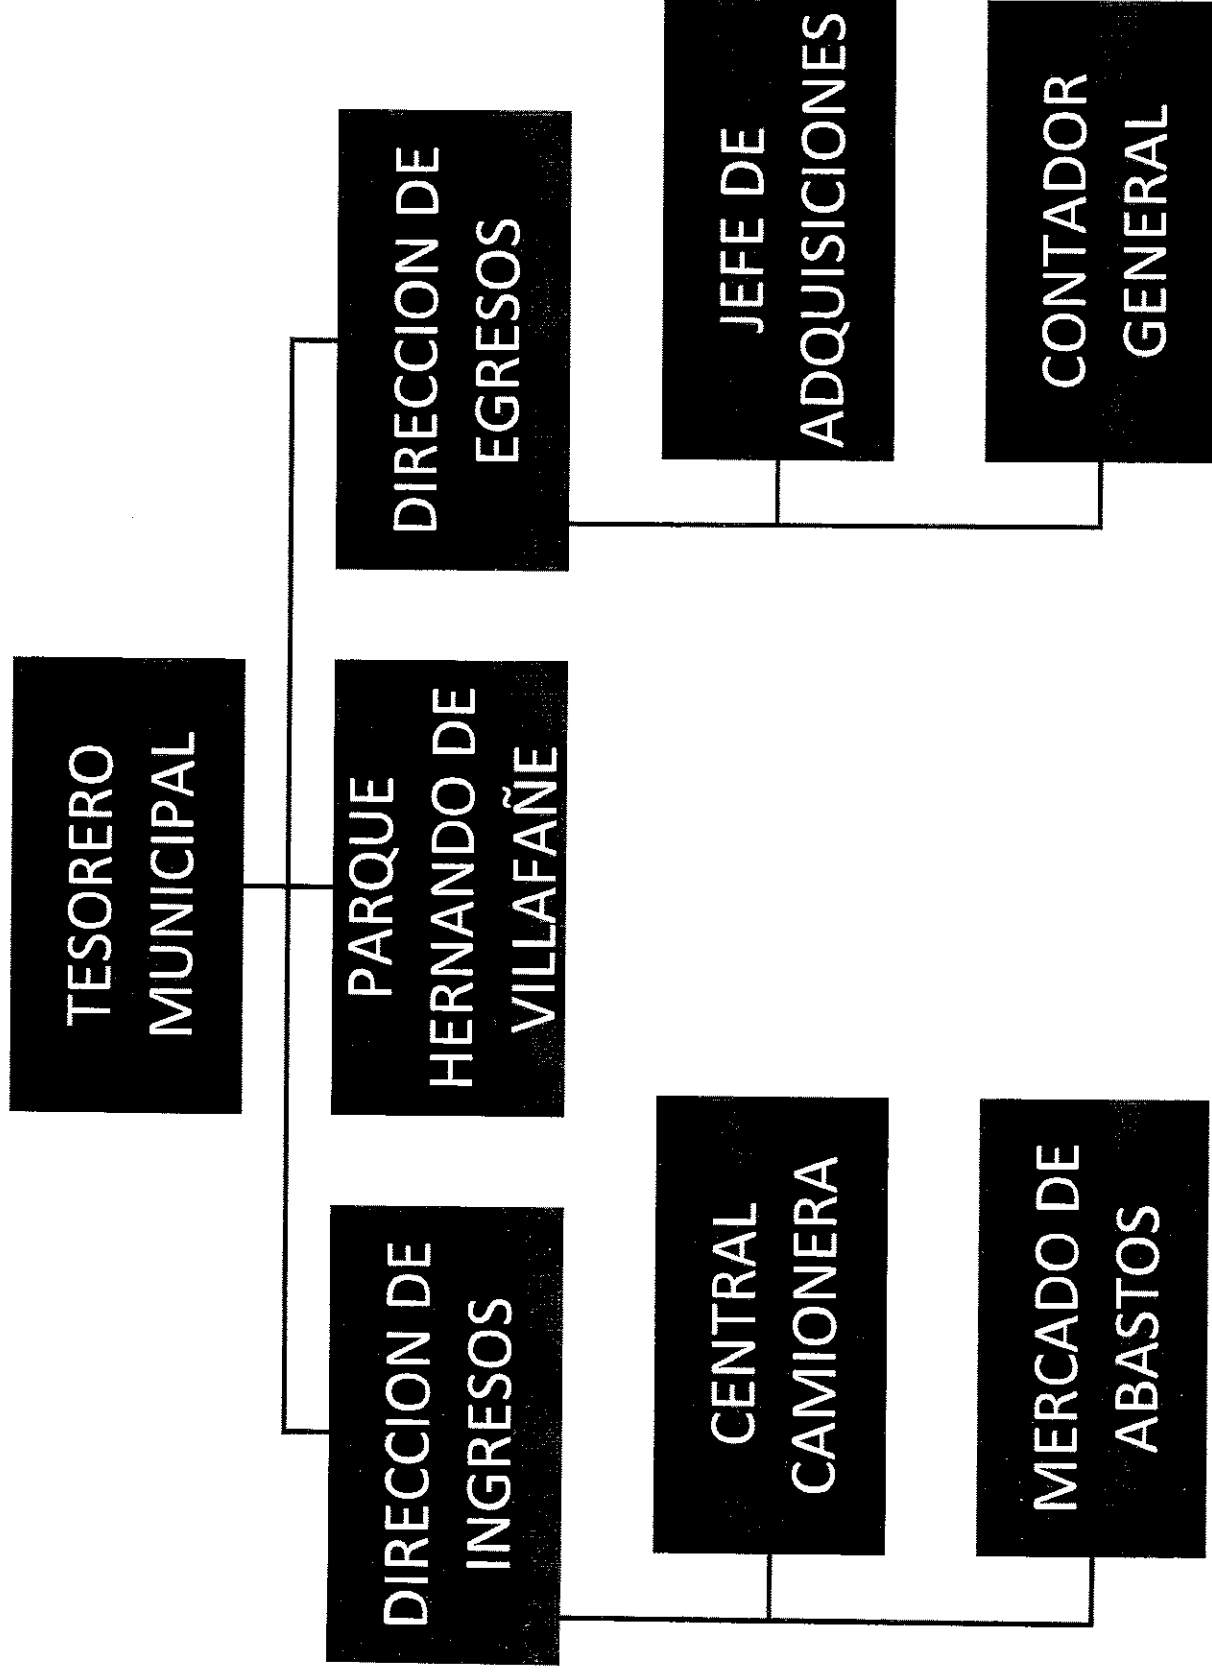 TESORERO
MUNICIPAL
DIRECCION DE
INGRESOS
PARQUE
HERNANDO DE
VILLAFAÑE
DIRECCION DE
EGRESOS
CENTRAL
CAMIONERA
MERCADO DE
ABASTOS
JEFE DE
ADQUISICIONES
CONTADOR
GENERAL